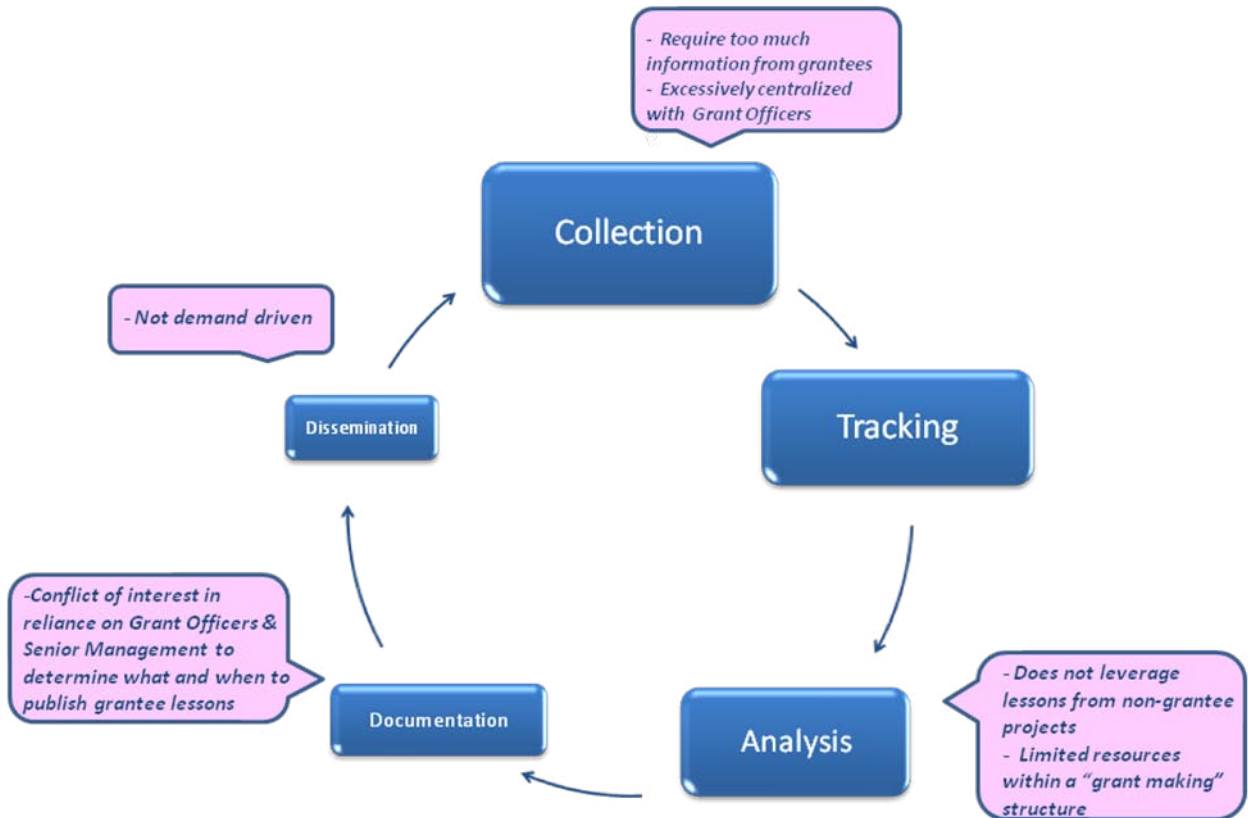 - Require too much
information from grantees
- Excessively centralized
with Grant Officers
Collection
- Not demand driven
Dissemination
Tracking
-Conflict of interest in
reliance on Grant Officers &
Senior Management to
determine what and when to
publish grantee lessons
Documentation
Analysis
- Does not leverage
lessons from non-grantee
projects
- Limited resources
within a “grant making”
structure